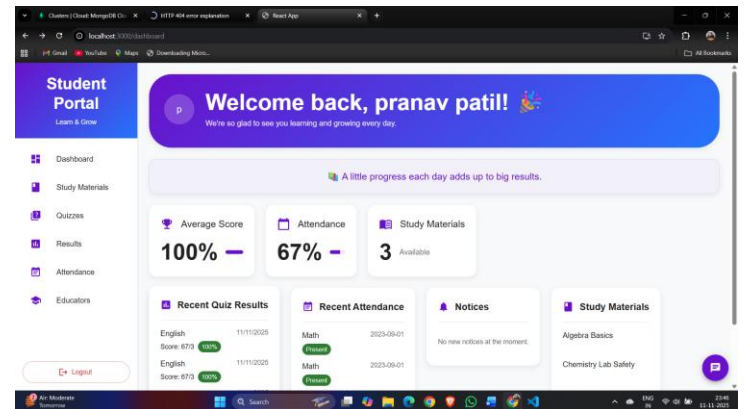 Clusters | Cloud: MongoDB Clo
HTTP 404 error explanation
React App
localhost:3000/dashboard
Gmail
YouTube
Maps
Downloading Micro...
All Bookmarks
Student
Portal
Learn & Grow
Dashboard
Study Materials
Quizzes
Results
Attendance
Educators
Logout
P
Welcome back, pranav patil! 🎉
We're so glad to see you learning and growing every day.
📚 A little progress each day adds up to big results.
Average Score
100%
Attendance
67%
Study Materials
3 Available
Recent Quiz Results
English 11/11/2025
Score: 67/3 100%
English 11/11/2025
Score: 67/3 100%
Recent Attendance
Math 2023-09-01
Present
Math 2023-09-01
Present
Notices
No new notices at the moment.
Study Materials
Algebra Basics
Chemistry Lab Safety
Air: Moderate
Tomorrow
Search
ENG
IN
23:46
11-11-2025